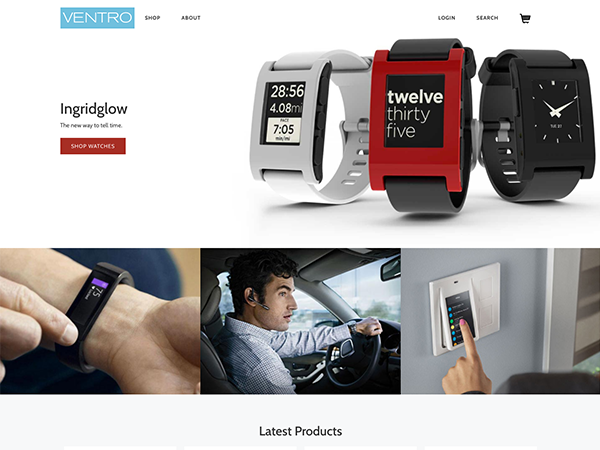 VENTRO
SHOP
ABOUT
LOGIN
SEARCH
28:56
4.08mi
PACE
7:05
min/mi
twelve
thirty
five
Ingridglow
The new way to tell time.
SHOP WATCHES
75
Latest Products